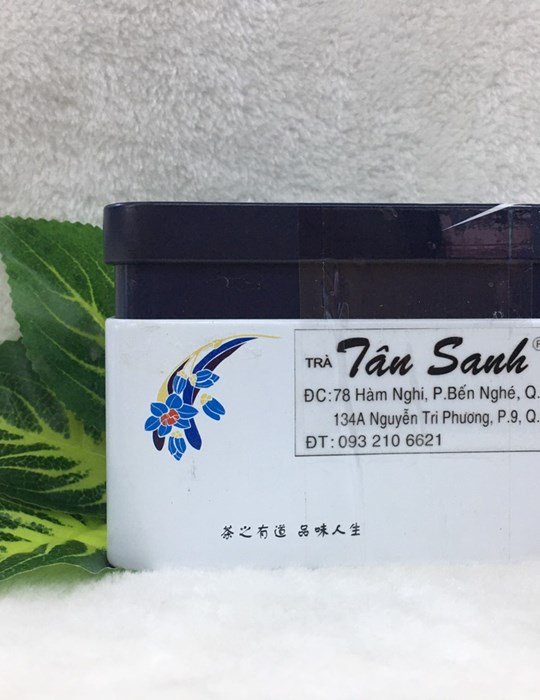 TRÀ Tân Sanh®
ĐC:78 Hàm Nghi, P.Bến Nghé, Q.
134A Nguyễn Tri Phương, P.9, Q.
ĐT: 093 210 6621
茶之有道 品味人生